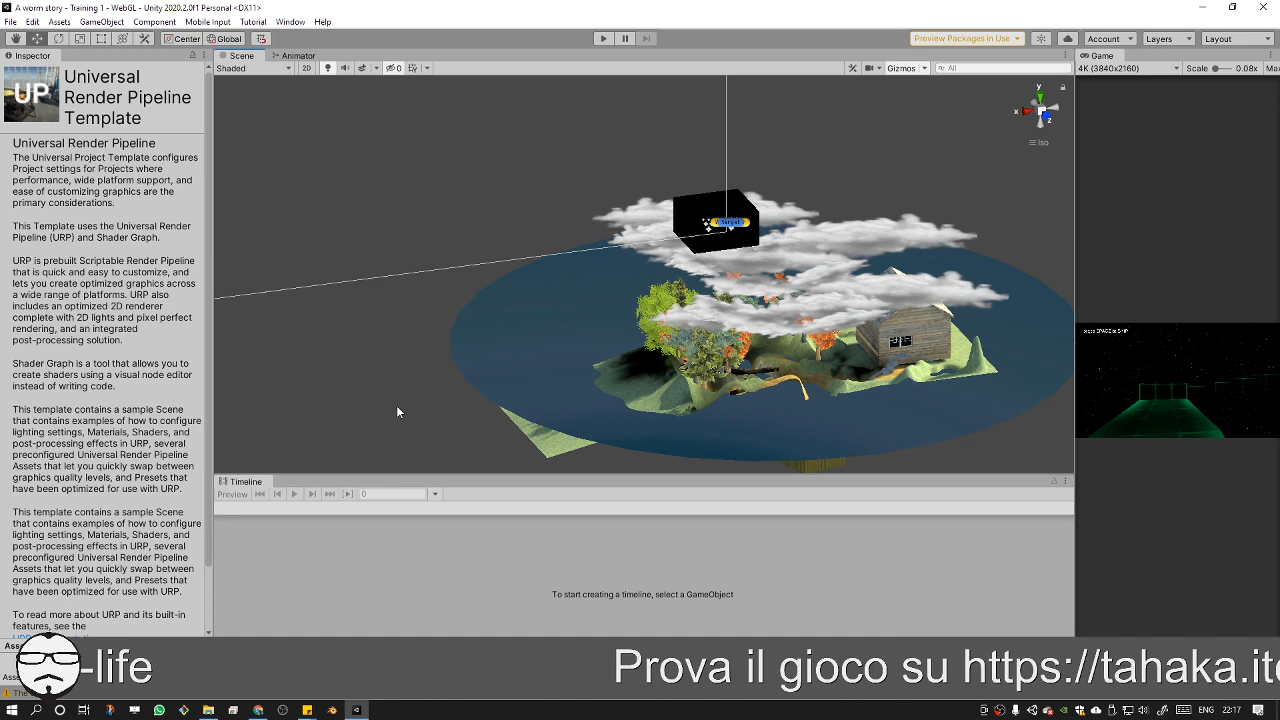 A worm story - Training 1 - WebGL - Unity 2020.2.0f1 Personal <DX11>
File Edit Assets GameObject Component Mobile Input Tutorial Window Help
Center Global
Preview Packages in Use
Account Layers Layout
Inspector
Scene Animator
Game
Shaded 2D 0 Gizmos All
4K (3840x2160) Scale 0.08x Max
UP
Universal
Render Pipeline
Template
Universal Render Pipeline
The Universal Project Template configures
Project settings for Projects where
performance, wide platform support, and
ease of customizing graphics are the
primary considerations.
This Template uses the Universal Render
Pipeline (URP) and Shader Graph.
URP is prebuilt Scriptable Render Pipeline
that is quick and easy to customize, and
lets you create optimized graphics across
a wide range of platforms. URP also
includes an optimized 2D renderer
complete with 2D lights and pixel perfect
rendering, and an integrated
post-processing solution.
Shader Graph is a tool that allows you to
create shaders using a visual node editor
instead of writing code.
This template contains a sample Scene
that contains examples of how to configure
lighting settings, Materials, Shaders, and
post-processing effects in URP, several
preconfigured Universal Render Pipeline
Assets that let you quickly swap between
graphics quality levels, and Presets that
have been optimized for use with URP.
This template contains a sample Scene
that contains examples of how to configure
lighting settings, Materials, Shaders, and
post-processing effects in URP, several
preconfigured Universal Render Pipeline
Assets that let you quickly swap between
graphics quality levels, and Presets that
have been optimized for use with URP.
To read more about URP and its built-in
features, see the
y
x
z
Iso
target
press SPACE to SKIP
Timeline
Preview 0
To start creating a timeline, select a GameObject
Ass
Ass
The
-life Prova il gioco su https://tahaka.itc
ENG 22:17